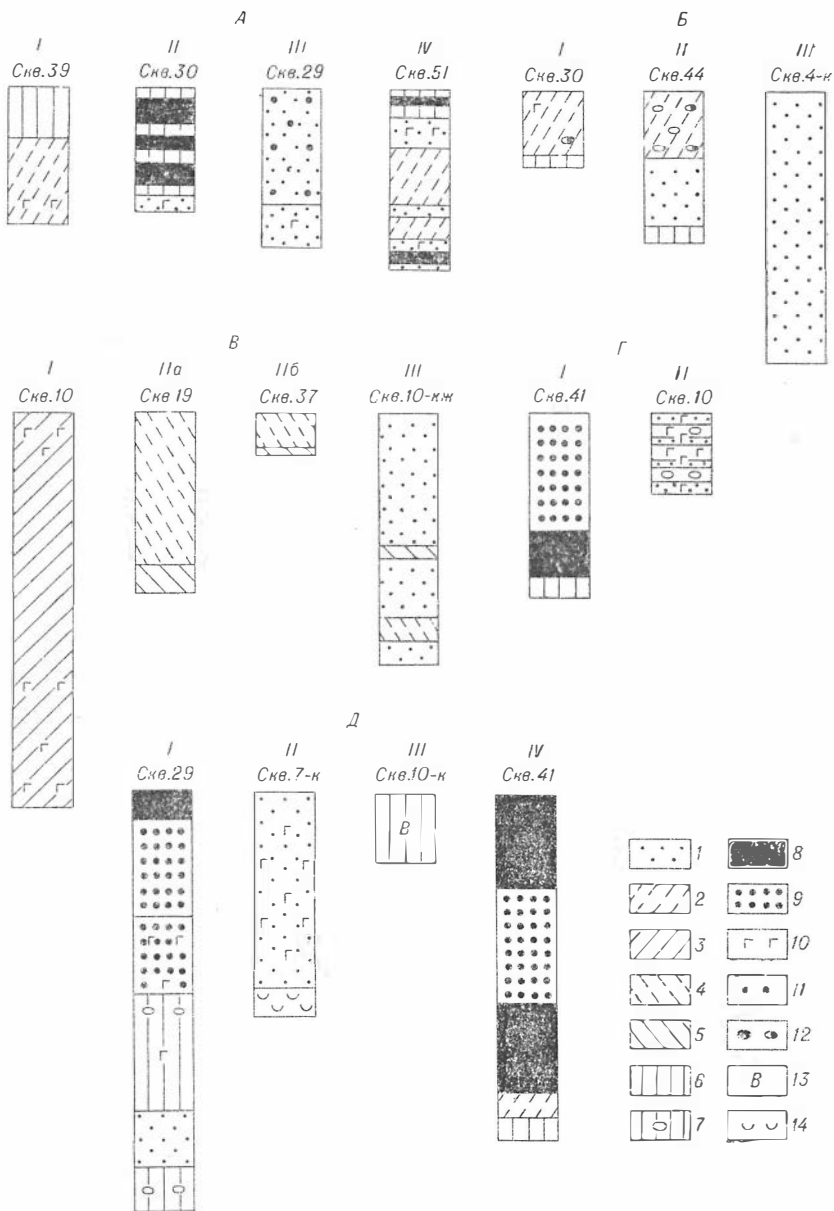 А Б
I II III IV I II III
Скв.39 Скв.30 Скв.29 Скв.51 Скв.30 Скв.44 Скв.4-к
В Г
I IIа IIб III I II
Скв.10 Скв 19 Скв.37 Скв.10-кж Скв.41 Скв.10
Д
I II III IV
Скв.29 Скв.7-к Скв.10-к Скв.41
В
1 8
2 9
3 10
4 11
5 12
6 В 13
7 14